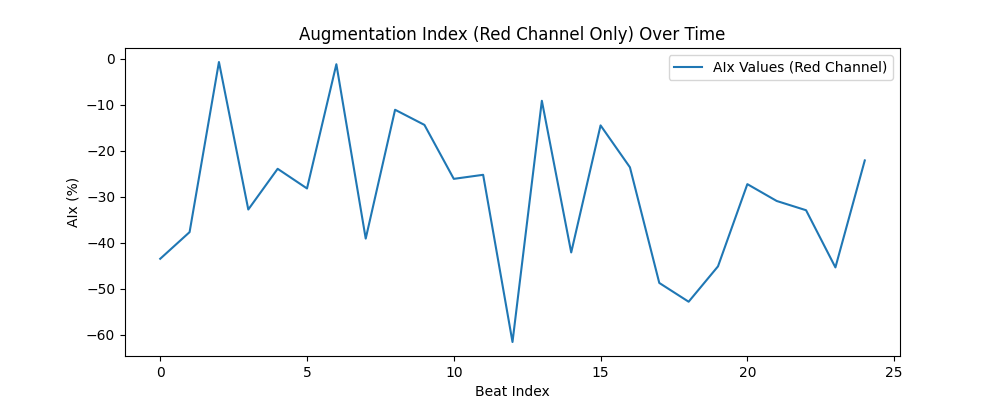 Augmentation Index (Red Channel Only) Over Time
AIx Values (Red Channel)
0
−10
−20
−30
−40
−50
−60
AIx (%)
0 5 10 15 20 25
Beat Index